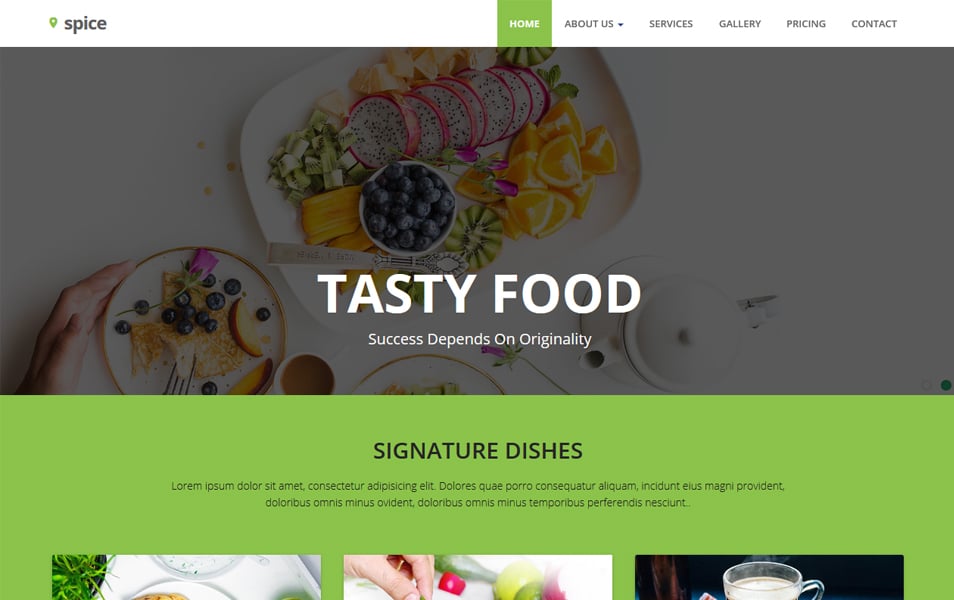 spice
HOME ABOUT US SERVICES GALLERY PRICING CONTACT
TASTY FOOD
Success Depends On Originality
SIGNATURE DISHES
Lorem ipsum dolor sit amet, consectetur adipisicing elit. Dolores quae porro consequatur aliquam, incidunt eius magni provident,
doloribus omnis minus ovident, doloribus omnis minus temporibus perferendis nesciunt..